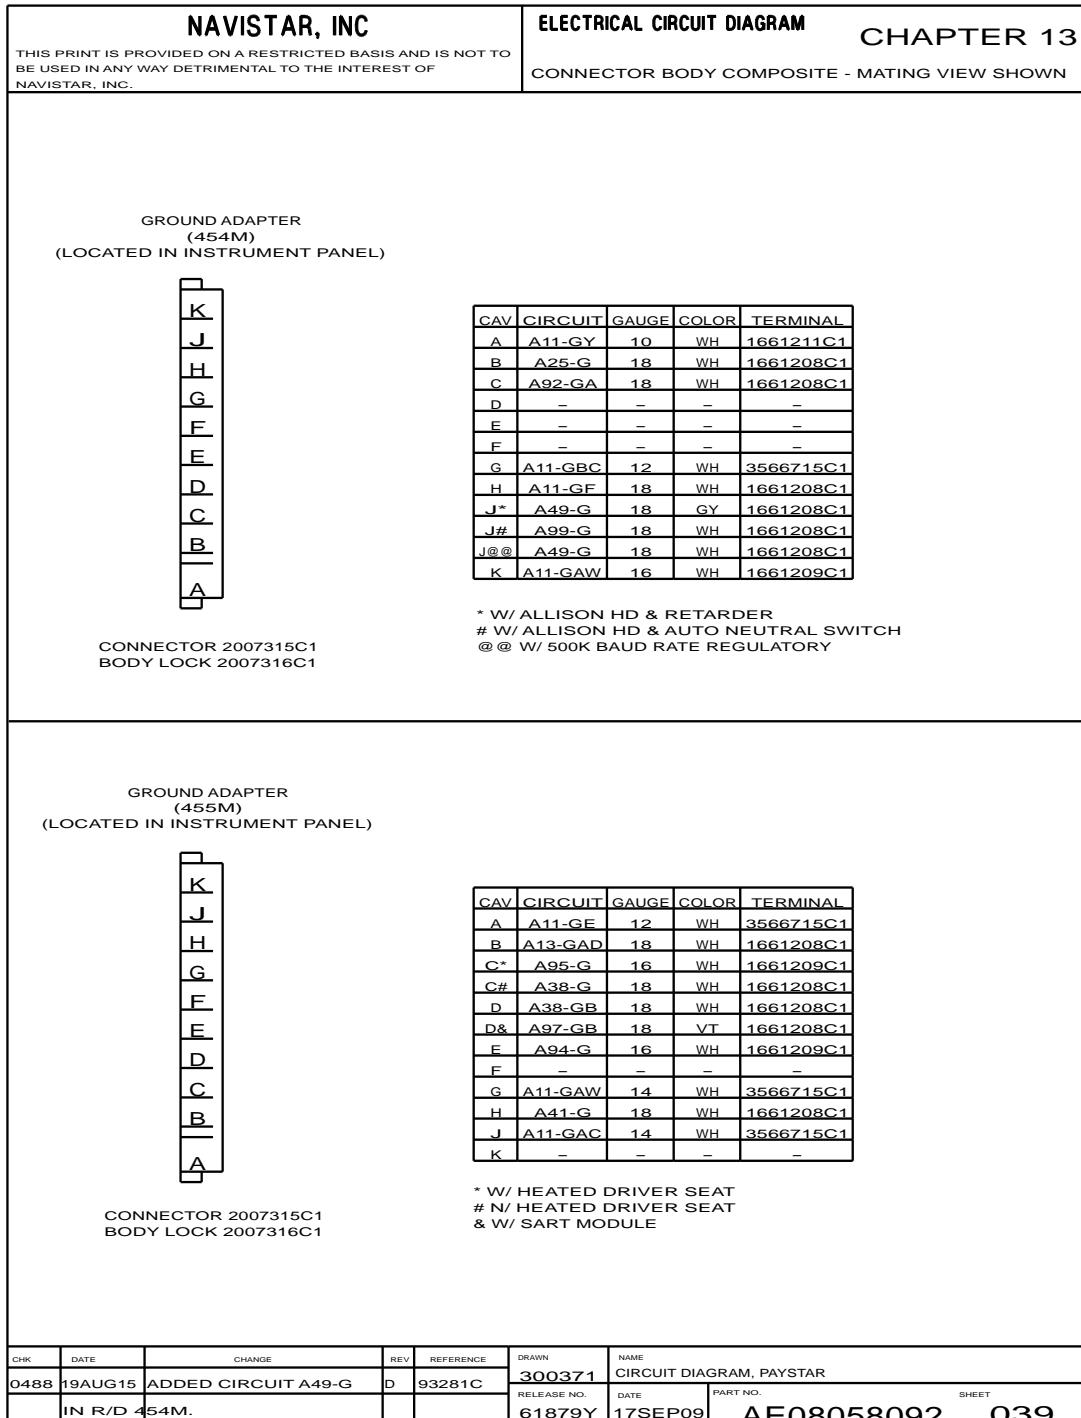 NAVISTAR, INC
THIS PRINT IS PROVIDED ON A RESTRICTED BASIS AND IS NOT TO
BE USED IN ANY WAY DETRIMENTAL TO THE INTEREST OF
NAVISTAR, INC.
ELECTRICAL CIRCUIT DIAGRAM
CHAPTER 13
CONNECTOR BODY COMPOSITE - MATING VIEW SHOWN
GROUND ADAPTER
(454M)
(LOCATED IN INSTRUMENT PANEL)
K
J
H
G
F
E
D
C
B
A
CONNECTOR 2007315C1
BODY LOCK 2007316C1
CAV CIRCUIT GAUGE COLOR TERMINAL
A A11-GY 10 WH 1661211C1
B A25-G 18 WH 1661208C1
C A92-GA 18 WH 1661208C1
D – – – –
E – – – –
F – – – –
G A11-GBC 12 WH 3566715C1
H A11-GF 18 WH 1661208C1
J* A49-G 18 GY 1661208C1
J# A99-G 18 WH 1661208C1
J@@ A49-G 18 WH 1661208C1
K A11-GAW 16 WH 1661209C1
* W/ ALLISON HD & RETARDER
# W/ ALLISON HD & AUTO NEUTRAL SWITCH
@@ W/ 500K BAUD RATE REGULATORY
GROUND ADAPTER
(455M)
(LOCATED IN INSTRUMENT PANEL)
K
J
H
G
F
E
D
C
B
A
CONNECTOR 2007315C1
BODY LOCK 2007316C1
CAV CIRCUIT GAUGE COLOR TERMINAL
A A11-GE 12 WH 3566715C1
B A13-GAD 18 WH 1661208C1
C* A95-G 16 WH 1661209C1
C# A38-G 18 WH 1661208C1
D A38-GB 18 WH 1661208C1
D& A97-GB 18 VT 1661208C1
E A94-G 16 WH 1661209C1
F – – – –
G A11-GAW 14 WH 3566715C1
H A41-G 18 WH 1661208C1
J A11-GAC 14 WH 3566715C1
K – – – –
* W/ HEATED DRIVER SEAT
# N/ HEATED DRIVER SEAT
& W/ SART MODULE
CHK DATE CHANGE REV REFERENCE
0488 19AUG15 ADDED CIRCUIT A49-G D 93281C
IN R/D 454M.
DRAWN
300371
NAME
CIRCUIT DIAGRAM, PAYSTAR
RELEASE NO.
61879Y
DATE
17SEP09
PART NO.
AE08058092
SHEET
039